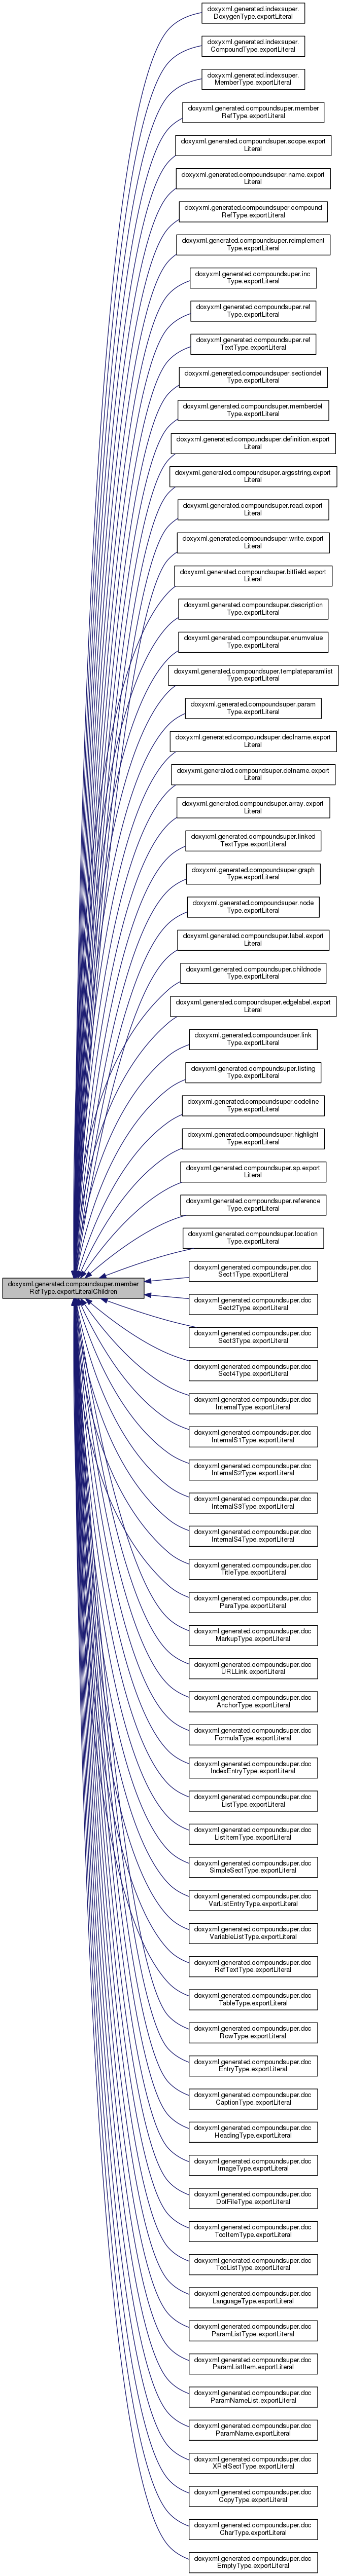 doxyxml.generated.indexsuper.
DoxygenType.exportLiteral
doxyxml.generated.indexsuper.
CompoundType.exportLiteral
doxyxml.generated.indexsuper.
MemberType.exportLiteral
doxyxml.generated.compoundsuper.member
RefType.exportLiteral
doxyxml.generated.compoundsuper.scope.export
Literal
doxyxml.generated.compoundsuper.name.export
Literal
doxyxml.generated.compoundsuper.compound
RefType.exportLiteral
doxyxml.generated.compoundsuper.reimplement
Type.exportLiteral
doxyxml.generated.compoundsuper.inc
Type.exportLiteral
doxyxml.generated.compoundsuper.ref
Type.exportLiteral
doxyxml.generated.compoundsuper.ref
TextType.exportLiteral
doxyxml.generated.compoundsuper.sectiondef
Type.exportLiteral
doxyxml.generated.compoundsuper.memberdef
Type.exportLiteral
doxyxml.generated.compoundsuper.definition.export
Literal
doxyxml.generated.compoundsuper.argsstring.export
Literal
doxyxml.generated.compoundsuper.read.export
Literal
doxyxml.generated.compoundsuper.write.export
Literal
doxyxml.generated.compoundsuper.bitfield.export
Literal
doxyxml.generated.compoundsuper.description
Type.exportLiteral
doxyxml.generated.compoundsuper.enumvalue
Type.exportLiteral
doxyxml.generated.compoundsuper.templateparamlist
Type.exportLiteral
doxyxml.generated.compoundsuper.param
Type.exportLiteral
doxyxml.generated.compoundsuper.declname.export
Literal
doxyxml.generated.compoundsuper.defname.export
Literal
doxyxml.generated.compoundsuper.array.export
Literal
doxyxml.generated.compoundsuper.linked
TextType.exportLiteral
doxyxml.generated.compoundsuper.graph
Type.exportLiteral
doxyxml.generated.compoundsuper.node
Type.exportLiteral
doxyxml.generated.compoundsuper.label.export
Literal
doxyxml.generated.compoundsuper.childnode
Type.exportLiteral
doxyxml.generated.compoundsuper.edgelabel.export
Literal
doxyxml.generated.compoundsuper.link
Type.exportLiteral
doxyxml.generated.compoundsuper.listing
Type.exportLiteral
doxyxml.generated.compoundsuper.codeline
Type.exportLiteral
doxyxml.generated.compoundsuper.highlight
Type.exportLiteral
doxyxml.generated.compoundsuper.sp.export
Literal
doxyxml.generated.compoundsuper.reference
Type.exportLiteral
doxyxml.generated.compoundsuper.location
Type.exportLiteral
doxyxml.generated.compoundsuper.member
RefType.exportLiteralChildren
doxyxml.generated.compoundsuper.doc
Sect1Type.exportLiteral
doxyxml.generated.compoundsuper.doc
Sect2Type.exportLiteral
doxyxml.generated.compoundsuper.doc
Sect3Type.exportLiteral
doxyxml.generated.compoundsuper.doc
Sect4Type.exportLiteral
doxyxml.generated.compoundsuper.doc
InternalType.exportLiteral
doxyxml.generated.compoundsuper.doc
InternalS1Type.exportLiteral
doxyxml.generated.compoundsuper.doc
InternalS2Type.exportLiteral
doxyxml.generated.compoundsuper.doc
InternalS3Type.exportLiteral
doxyxml.generated.compoundsuper.doc
InternalS4Type.exportLiteral
doxyxml.generated.compoundsuper.doc
TitleType.exportLiteral
doxyxml.generated.compoundsuper.doc
ParaType.exportLiteral
doxyxml.generated.compoundsuper.doc
MarkupType.exportLiteral
doxyxml.generated.compoundsuper.doc
URLLink.exportLiteral
doxyxml.generated.compoundsuper.doc
AnchorType.exportLiteral
doxyxml.generated.compoundsuper.doc
FormulaType.exportLiteral
doxyxml.generated.compoundsuper.doc
IndexEntryType.exportLiteral
doxyxml.generated.compoundsuper.doc
ListType.exportLiteral
doxyxml.generated.compoundsuper.doc
ListItemType.exportLiteral
doxyxml.generated.compoundsuper.doc
SimpleSectType.exportLiteral
doxyxml.generated.compoundsuper.doc
VarListEntryType.exportLiteral
doxyxml.generated.compoundsuper.doc
VariableListType.exportLiteral
doxyxml.generated.compoundsuper.doc
RefTextType.exportLiteral
doxyxml.generated.compoundsuper.doc
TableType.exportLiteral
doxyxml.generated.compoundsuper.doc
RowType.exportLiteral
doxyxml.generated.compoundsuper.doc
EntryType.exportLiteral
doxyxml.generated.compoundsuper.doc
CaptionType.exportLiteral
doxyxml.generated.compoundsuper.doc
HeadingType.exportLiteral
doxyxml.generated.compoundsuper.doc
ImageType.exportLiteral
doxyxml.generated.compoundsuper.doc
DotFileType.exportLiteral
doxyxml.generated.compoundsuper.doc
TocItemType.exportLiteral
doxyxml.generated.compoundsuper.doc
TocListType.exportLiteral
doxyxml.generated.compoundsuper.doc
LanguageType.exportLiteral
doxyxml.generated.compoundsuper.doc
ParamListType.exportLiteral
doxyxml.generated.compoundsuper.doc
ParamListItem.exportLiteral
doxyxml.generated.compoundsuper.doc
ParamNameList.exportLiteral
doxyxml.generated.compoundsuper.doc
ParamName.exportLiteral
doxyxml.generated.compoundsuper.doc
XRefSectType.exportLiteral
doxyxml.generated.compoundsuper.doc
CopyType.exportLiteral
doxyxml.generated.compoundsuper.doc
CharType.exportLiteral
doxyxml.generated.compoundsuper.doc
EmptyType.exportLiteral